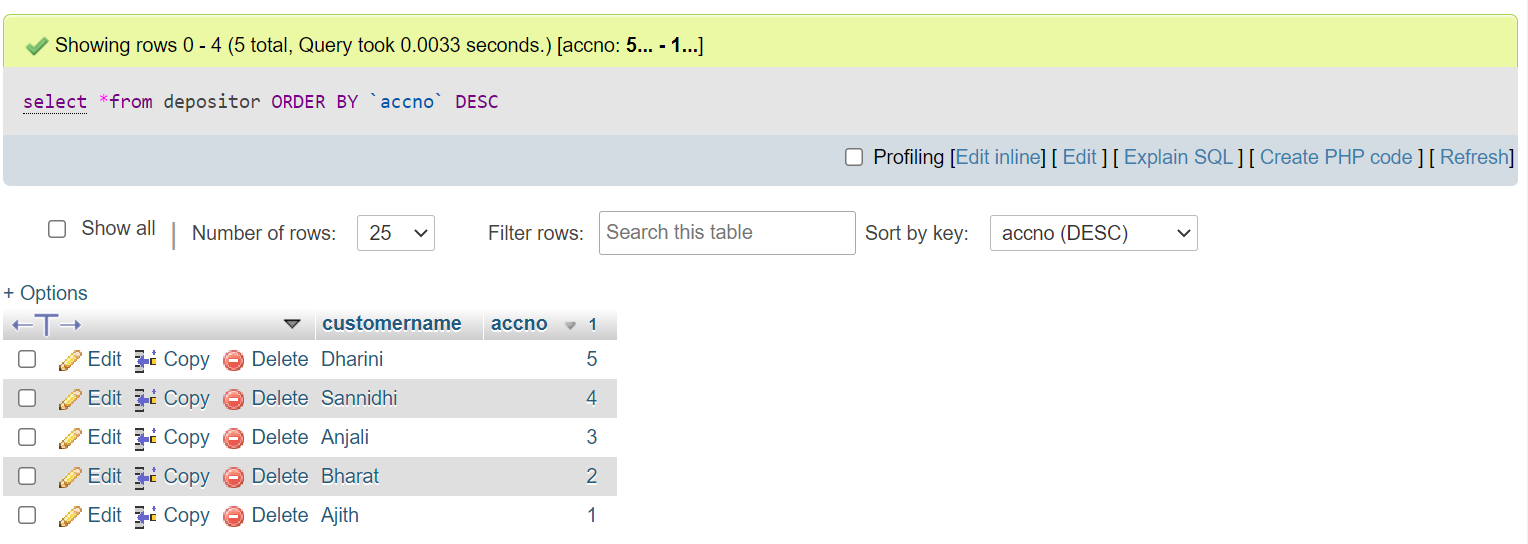 Showing rows 0 - 4 (5 total, Query took 0.0033 seconds.) [accno: 5... - 1...]
select *from depositor ORDER BY `accno` DESC
Profiling [Edit inline] [ Edit ] [ Explain SQL ] [ Create PHP code ] [ Refresh]
Show all | Number of rows: 25 Filter rows: Search this table Sort by key: accno (DESC)
+ Options
←T→ customername accno 1
Edit Copy Delete Dharini 5
Edit Copy Delete Sannidhi 4
Edit Copy Delete Anjali 3
Edit Copy Delete Bharat 2
Edit Copy Delete Ajith 1